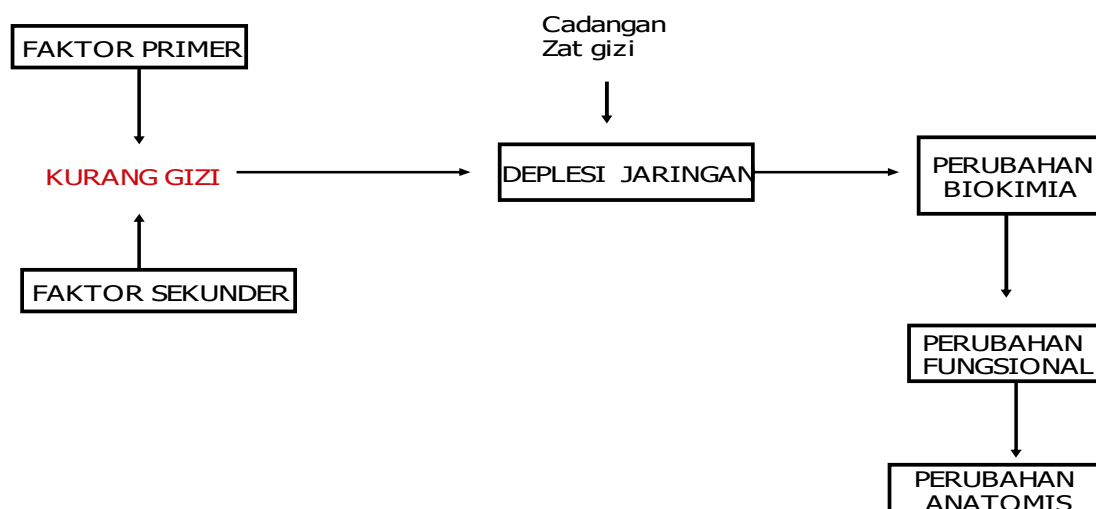 FAKTOR PRIMER
Cadangan
Zat gizi
KURANG GIZI
DEPLESI JARINGAN
PERUBAHAN
BIOKIMIA
FAKTOR SEKUNDER
PERUBAHAN
FUNGSIONAL
PERUBAHAN
ANATOMIS